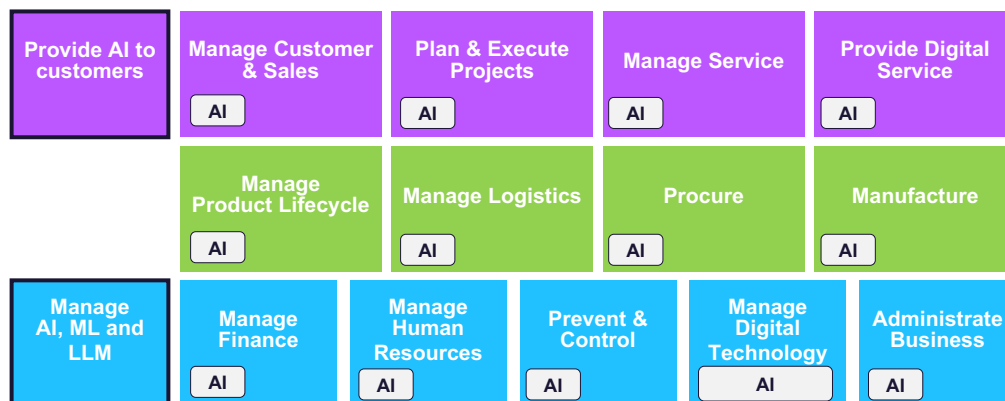 Provide AI to
customers
Manage Customer
& Sales
AI
Plan & Execute
Projects
AI
Manage Service
AI
Provide Digital
Service
AI
Manage
Product Lifecycle
AI
Manage Logistics
AI
Procure
AI
Manufacture
AI
Manage
AI, ML and
LLM
Manage
Finance
AI
Manage
Human
Resources
AI
Prevent &
Control
AI
Manage
Digital
Technology
AI
Administrate
Business
AI